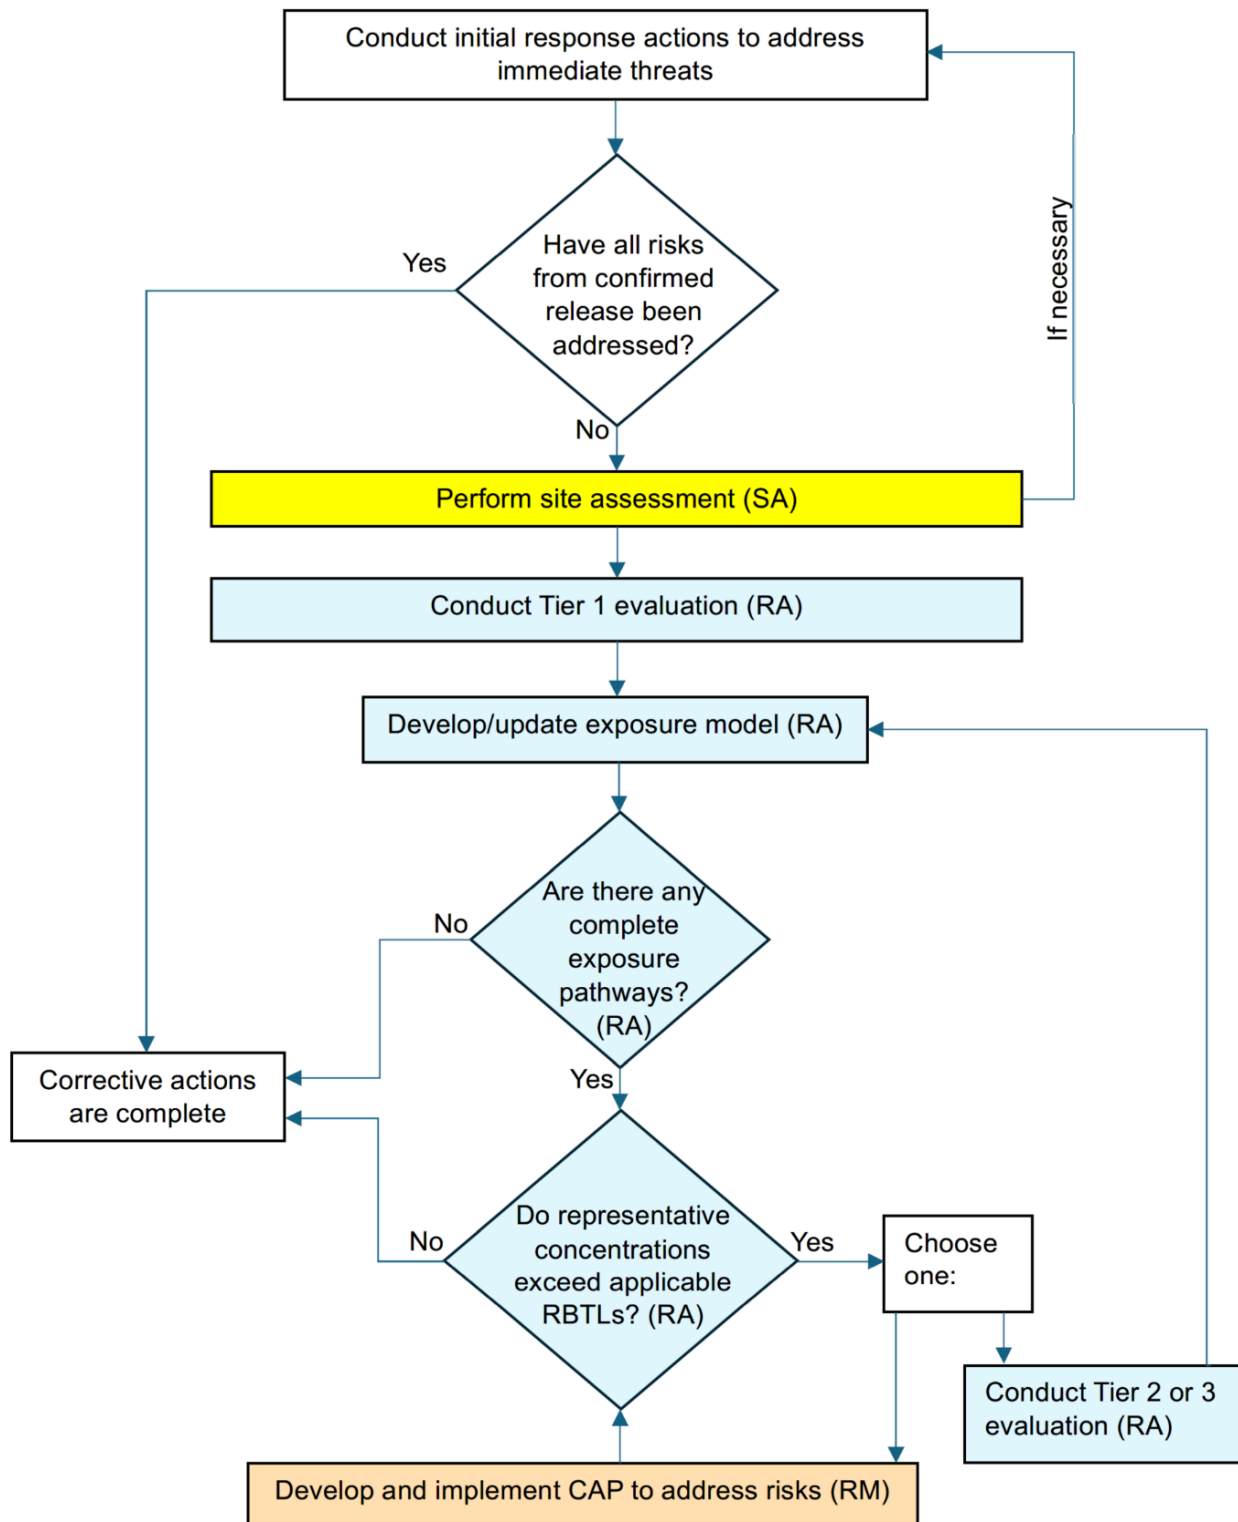 Conduct initial response actions to address
immediate threats
Yes
Have all risks
from confirmed
release been
addressed?
If necessary
No
Perform site assessment (SA)
Conduct Tier 1 evaluation (RA)
Develop/update exposure model (RA)
No
Are there any
complete
exposure
pathways?
(RA)
Corrective actions
are complete
Yes
No
Do representative
concentrations
exceed applicable
RBTLs? (RA)
Yes
Choose
one:
Conduct Tier 2 or 3
evaluation (RA)
Develop and implement CAP to address risks (RM)